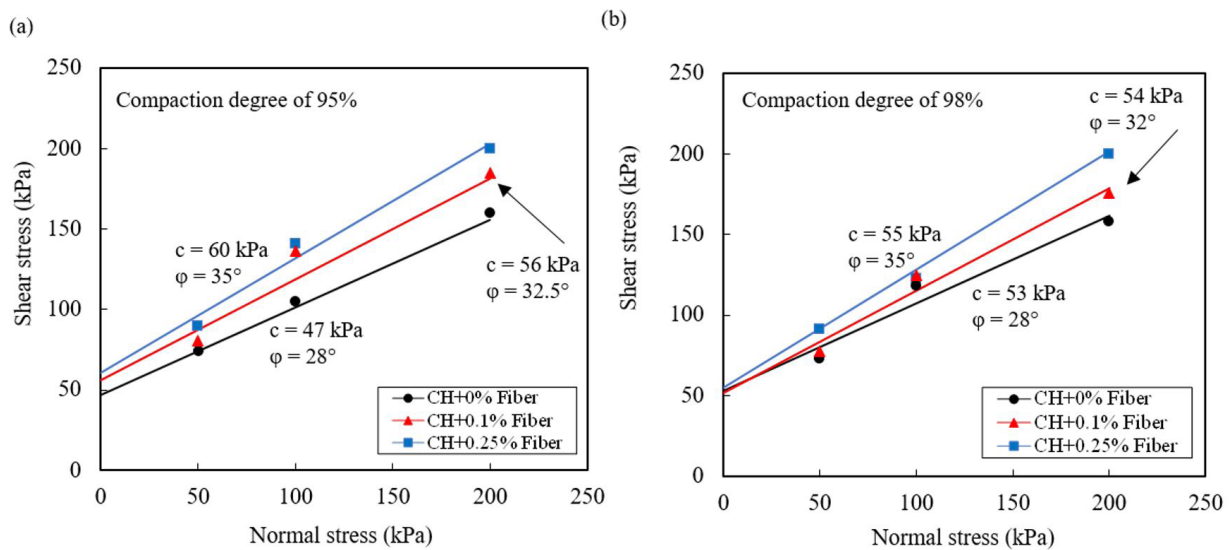 (a)
Shear stress (kPa)
250
200
150
100
50
0
Compaction degree of 95%
c = 60 kPa
φ = 35°
c = 56 kPa
φ = 32.5°
c = 47 kPa
φ = 28°
CH+0% Fiber
CH+0.1% Fiber
CH+0.25% Fiber
0
50
100
150
200
250
Normal stress (kPa)
(b)
Shear stress (kPa)
250
200
150
100
50
0
Compaction degree of 98%
c = 54 kPa
φ = 32°
c = 55 kPa
φ = 35°
c = 53 kPa
φ = 28°
CH+0% Fiber
CH+0.1% Fiber
CH+0.25% Fiber
0
50
100
150
200
250
Normal stress (kPa)